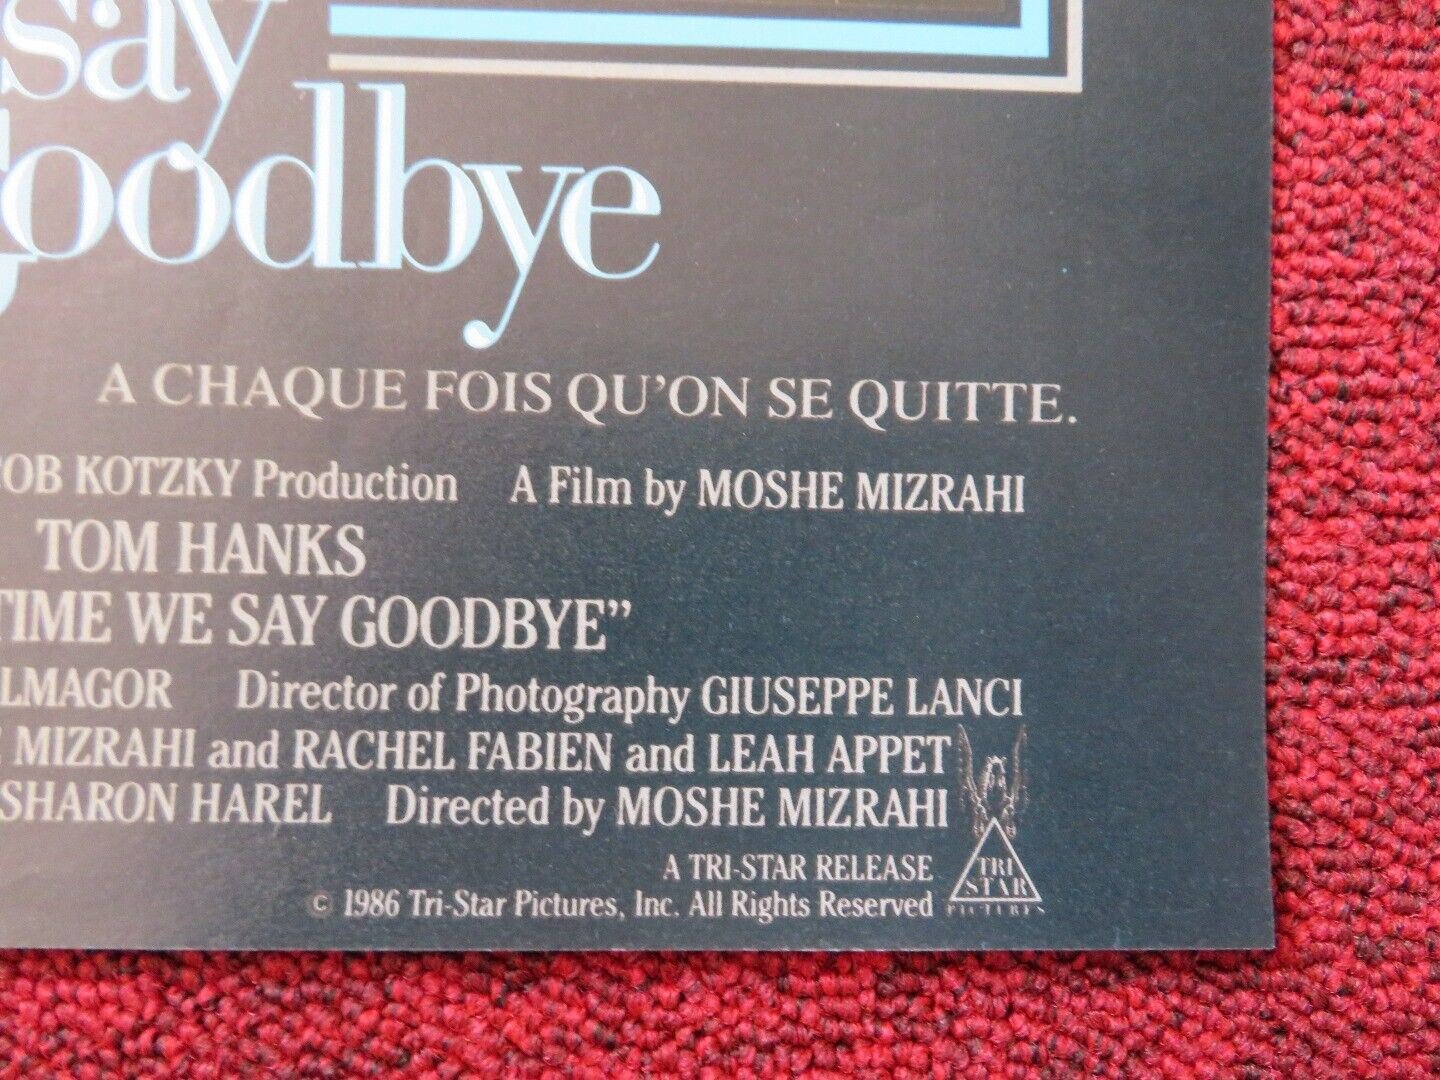 say
Goodbye
A CHAQUE FOIS QU'ON SE QUITTE.
OB KOTZKY Production A Film by MOSHE MIZRAHI
TOM HANKS
TIME WE SAY GOODBYE”
LMAGOR Director of Photography GIUSEPPE LANCI
MIZRAHI and RACHEL FABIEN and LEAH APPET
SHARON HAREL Directed by MOSHE MIZRAHI
A TRI-STAR RELEASE
© 1986 Tri-Star Pictures, Inc. All Rights Reserved
TRI
STAR
PICTURES